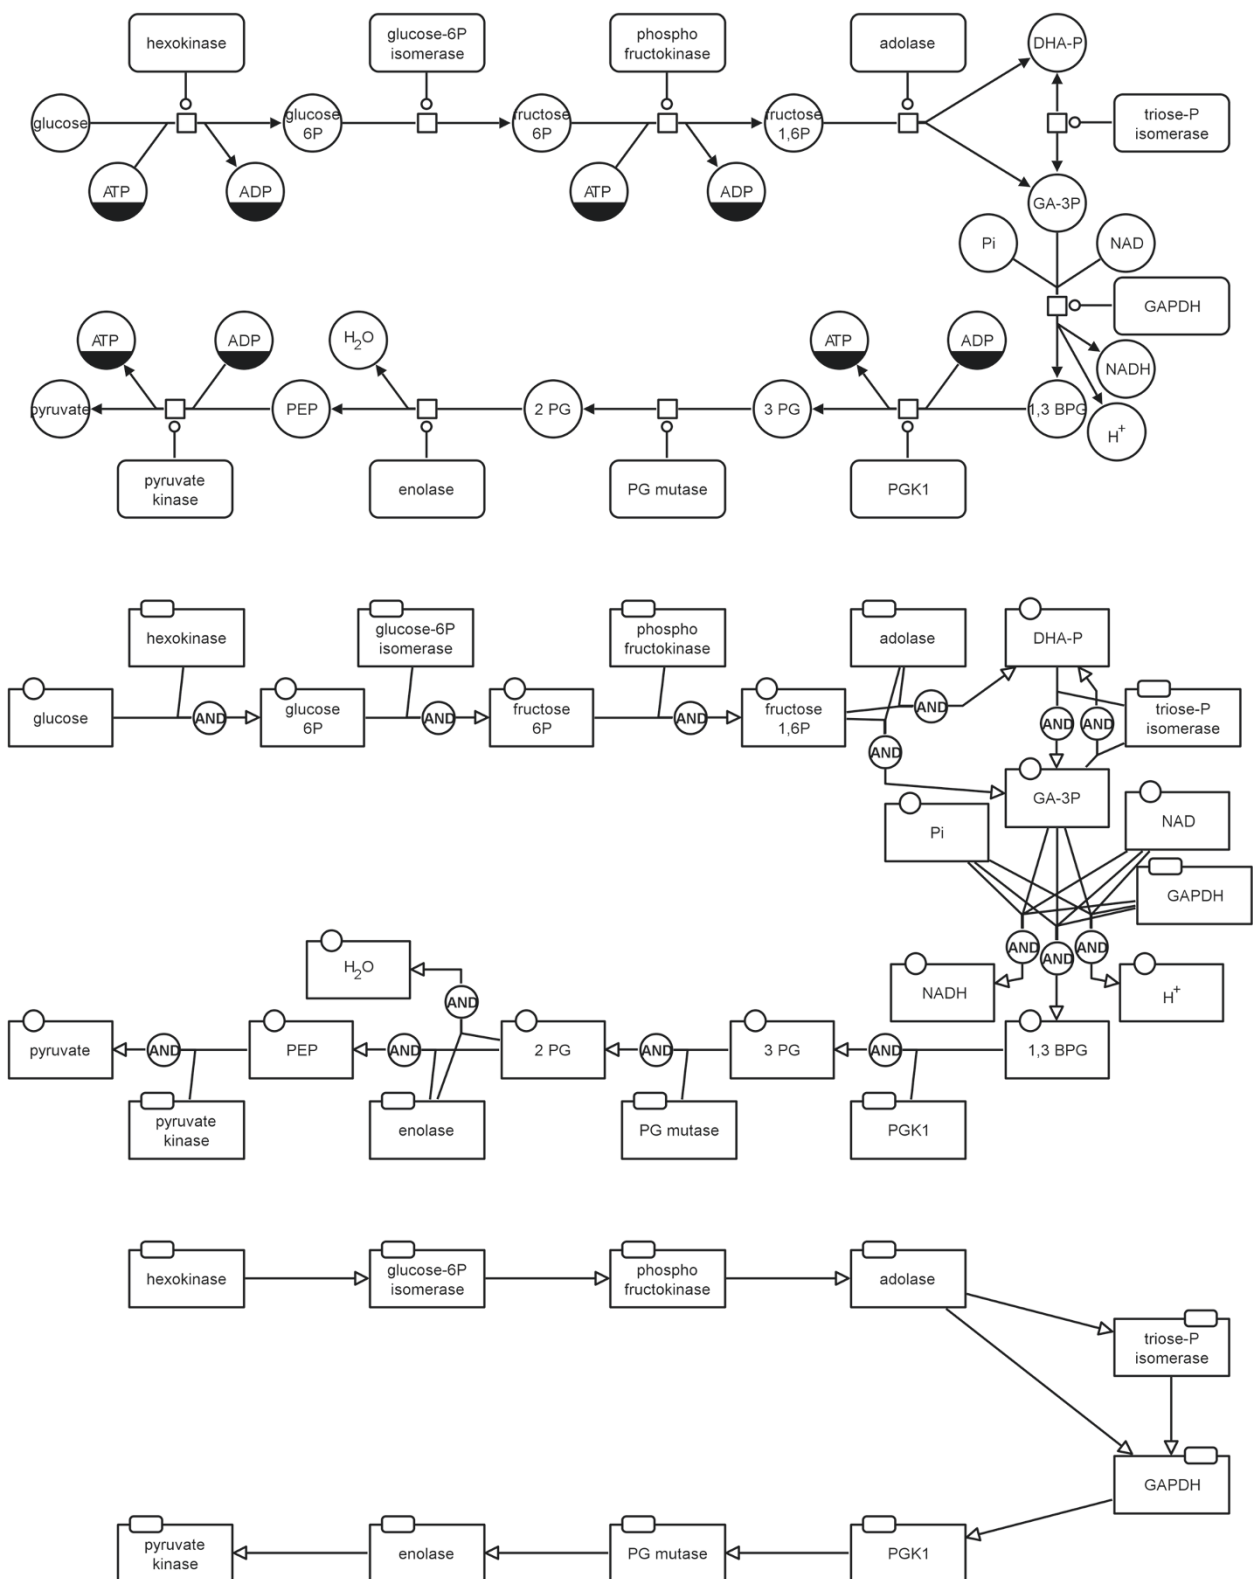 hexokinase
glucose-6P
isomerase
phospho
fructokinase
adolase
DHA-P
glucose
glucose
6P
fructose
6P
fructose
1,6P
triose-P
isomerase
ATP
ADP
ATP
ADP
GA-3P
Pi
NAD
GAPDH
ATP
ADP
H2O
ATP
ADP
NADH
pyruvate
PEP
2 PG
3 PG
1,3 BPG
H+
pyruvate
kinase
enolase
PG mutase
PGK1
hexokinase
glucose-6P
isomerase
phospho
fructokinase
adolase
DHA-P
glucose
AND
glucose
6P
AND
fructose
6P
AND
fructose
1,6P
AND
AND
AND
triose-P
isomerase
AND
GA-3P
Pi
NAD
GAPDH
AND
AND
AND
H2O
AND
NADH
H+
pyruvate
AND
PEP
AND
2 PG
AND
3 PG
AND
1,3 BPG
pyruvate
kinase
enolase
PG mutase
PGK1
hexokinase
glucose-6P
isomerase
phospho
fructokinase
adolase
triose-P
isomerase
GAPDH
pyruvate
kinase
enolase
PG mutase
PGK1